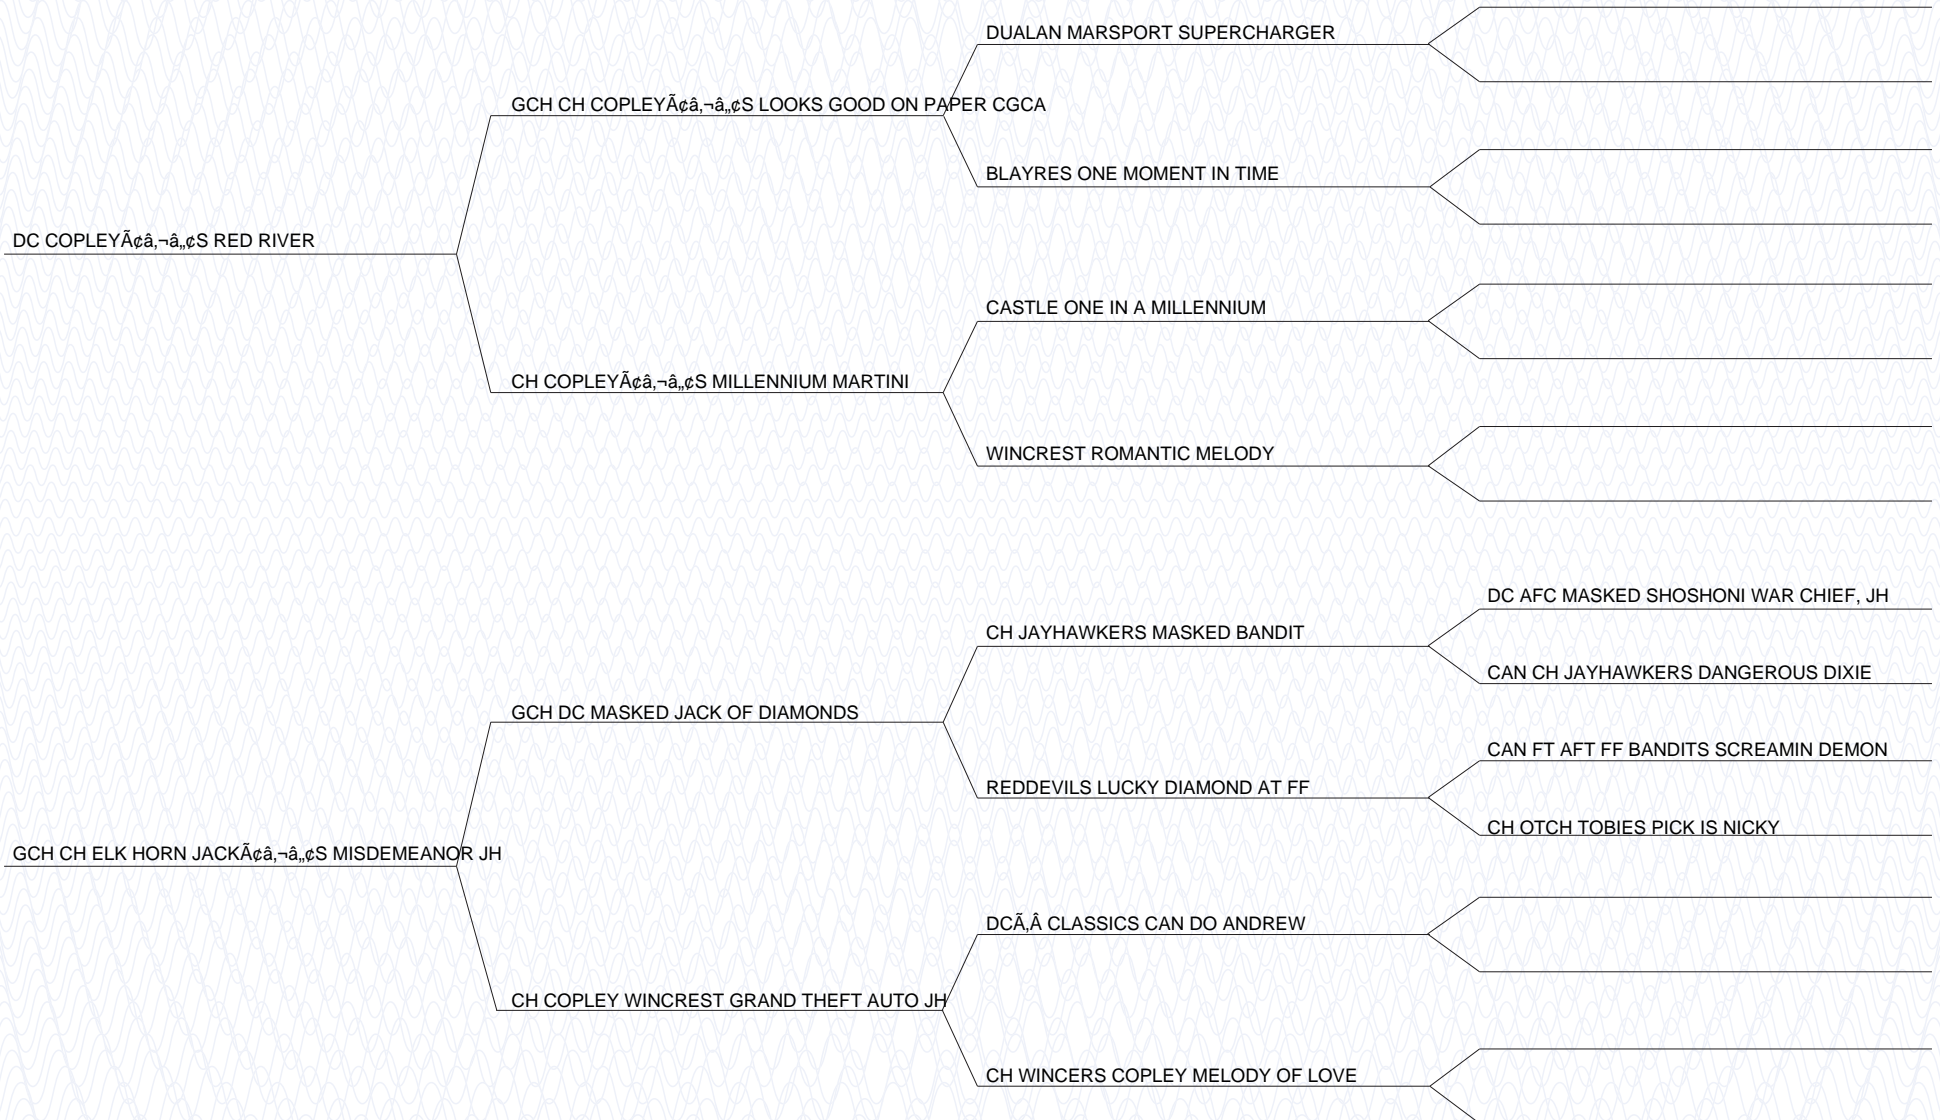 DUALAN MARSPORT SUPERCHARGER
GCH CH COPLEYÃ¢â‚¬â„¢S LOOKS GOOD ON PAPER CGCA
BLAYRES ONE MOMENT IN TIME
DC COPLEYÃ¢â‚¬â„¢S RED RIVER
CASTLE ONE IN A MILLENNIUM
CH COPLEYÃ¢â‚¬â„¢S MILLENNIUM MARTINI
WINCREST ROMANTIC MELODY
DC AFC MASKED SHOSHONI WAR CHIEF, JH
CH JAYHAWKERS MASKED BANDIT
CAN CH JAYHAWKERS DANGEROUS DIXIE
GCH DC MASKED JACK OF DIAMONDS
CAN FT AFT FF BANDITS SCREAMIN DEMON
REDDEVILS LUCKY DIAMOND AT FF
CH OTCH TOBIES PICK IS NICKY
GCH CH ELK HORN JACKÃ¢â‚¬â„¢S MISDEMEANOR JH
DCÃ‚Â CLASSICS CAN DO ANDREW
CH COPLEY WINCREST GRAND THEFT AUTO JH
CH WINCERS COPLEY MELODY OF LOVE